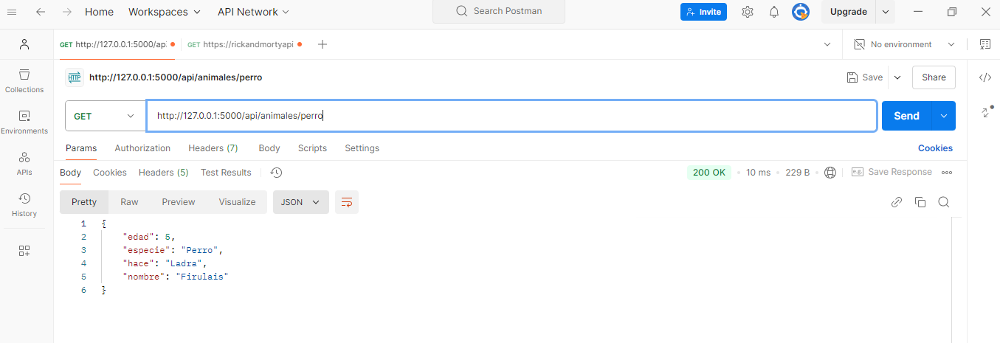 Home Workspaces API Network Search Postman Invite Upgrade
GET http://127.0.0.1:5000/ap GET https://rickandmortyapi No environment
HTTP http://127.0.0.1:5000/api/animales/perro Save Share
Collections
GET http://127.0.0.1:5000/api/animales/perro Send
Environments
Params Authorization Headers (7) Body Scripts Settings Cookies
APIs
Body Cookies Headers (5) Test Results 200 OK 10 ms 229 B e.g. Save Response
Pretty Raw Preview Visualize JSON
History
1 {
2 "edad": 5,
3 "especie": "Perro",
4 "hace": "Ladra",
5 "nombre": "Firulais"
6 }